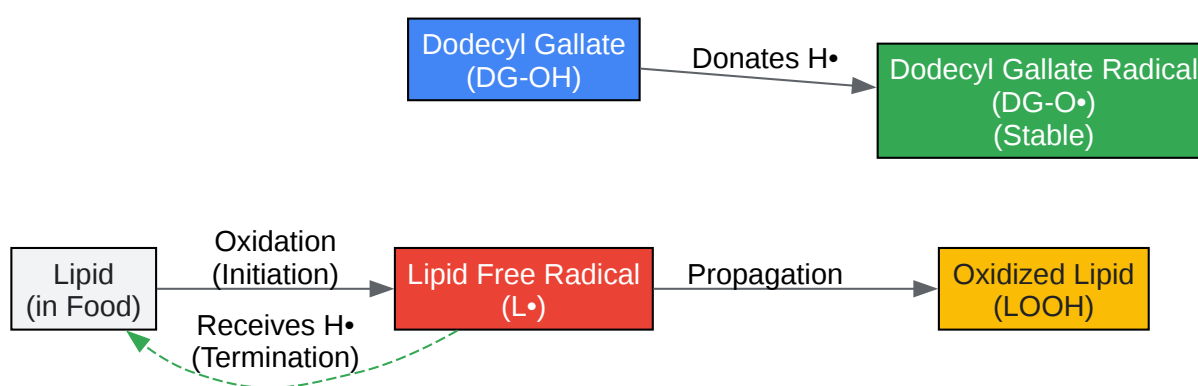 Dodecyl Gallate
(DG-OH)
Donates H•
Dodecyl Gallate Radical
(DG-O•)
(Stable)
Lipid
(in Food)
Oxidation
(Initiation)
Receives H•
(Termination)
Lipid Free Radical
(L•)
Propagation
Oxidized Lipid
(LOOH)